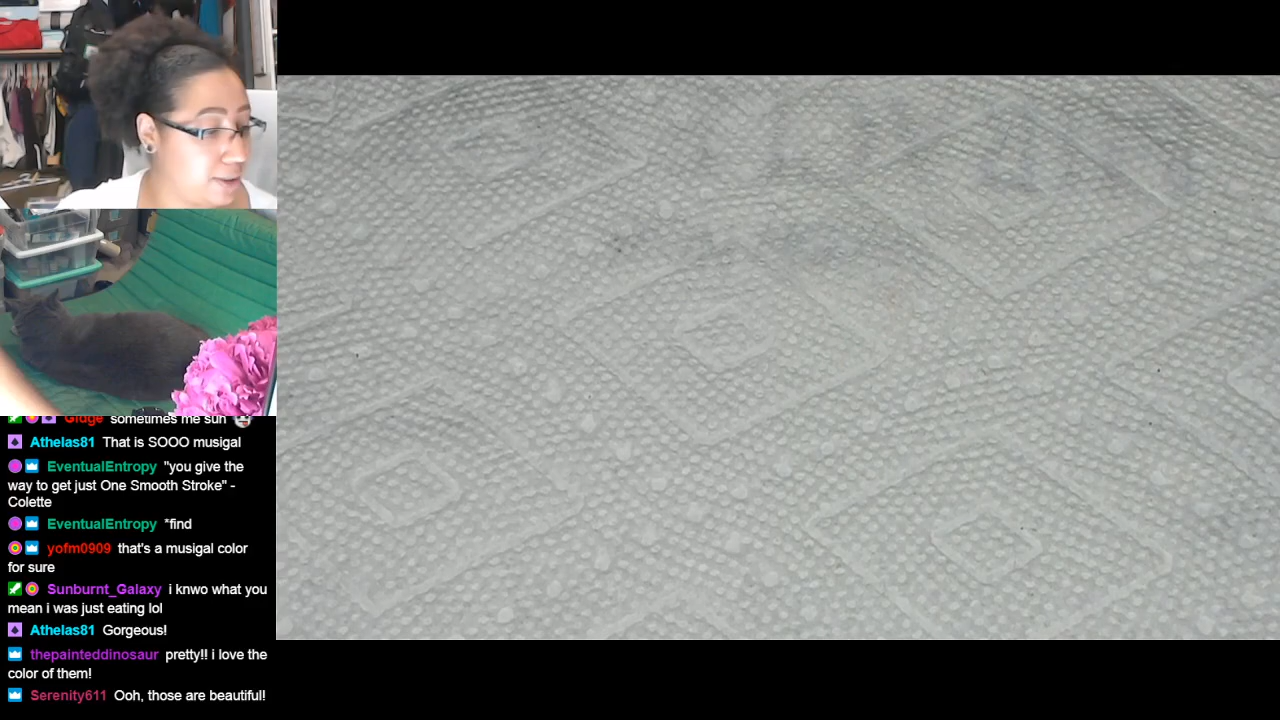 Gidge sometimes me sun
Athelas81 That is SOOO musigal
EventualEntropy "you give the
way to get just One Smooth Stroke" -
Colette
EventualEntropy *find
yofm0909 that's a musigal color
for sure
Sunburnt_Galaxy i knwo what you
mean i was just eating lol
Athelas81 Gorgeous!
thepainteddinosaur pretty!! i love the
color of them!
Serenity611 Ooh, those are beautiful!